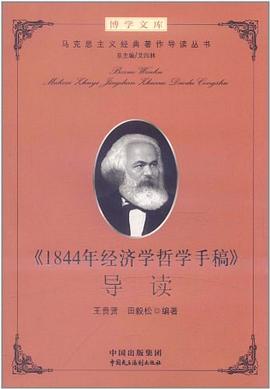 博学文库
马克思主义经典著作导读丛书
总主编/艾四林
Boxue Wenku
Makesi Zhuyi Jingdian Zhuzuo Daodu Congshu
《1844年经济学哲学手稿》
导读
王贵贤 田毅松◎编著
中国出版集团
中国民主法制出版社